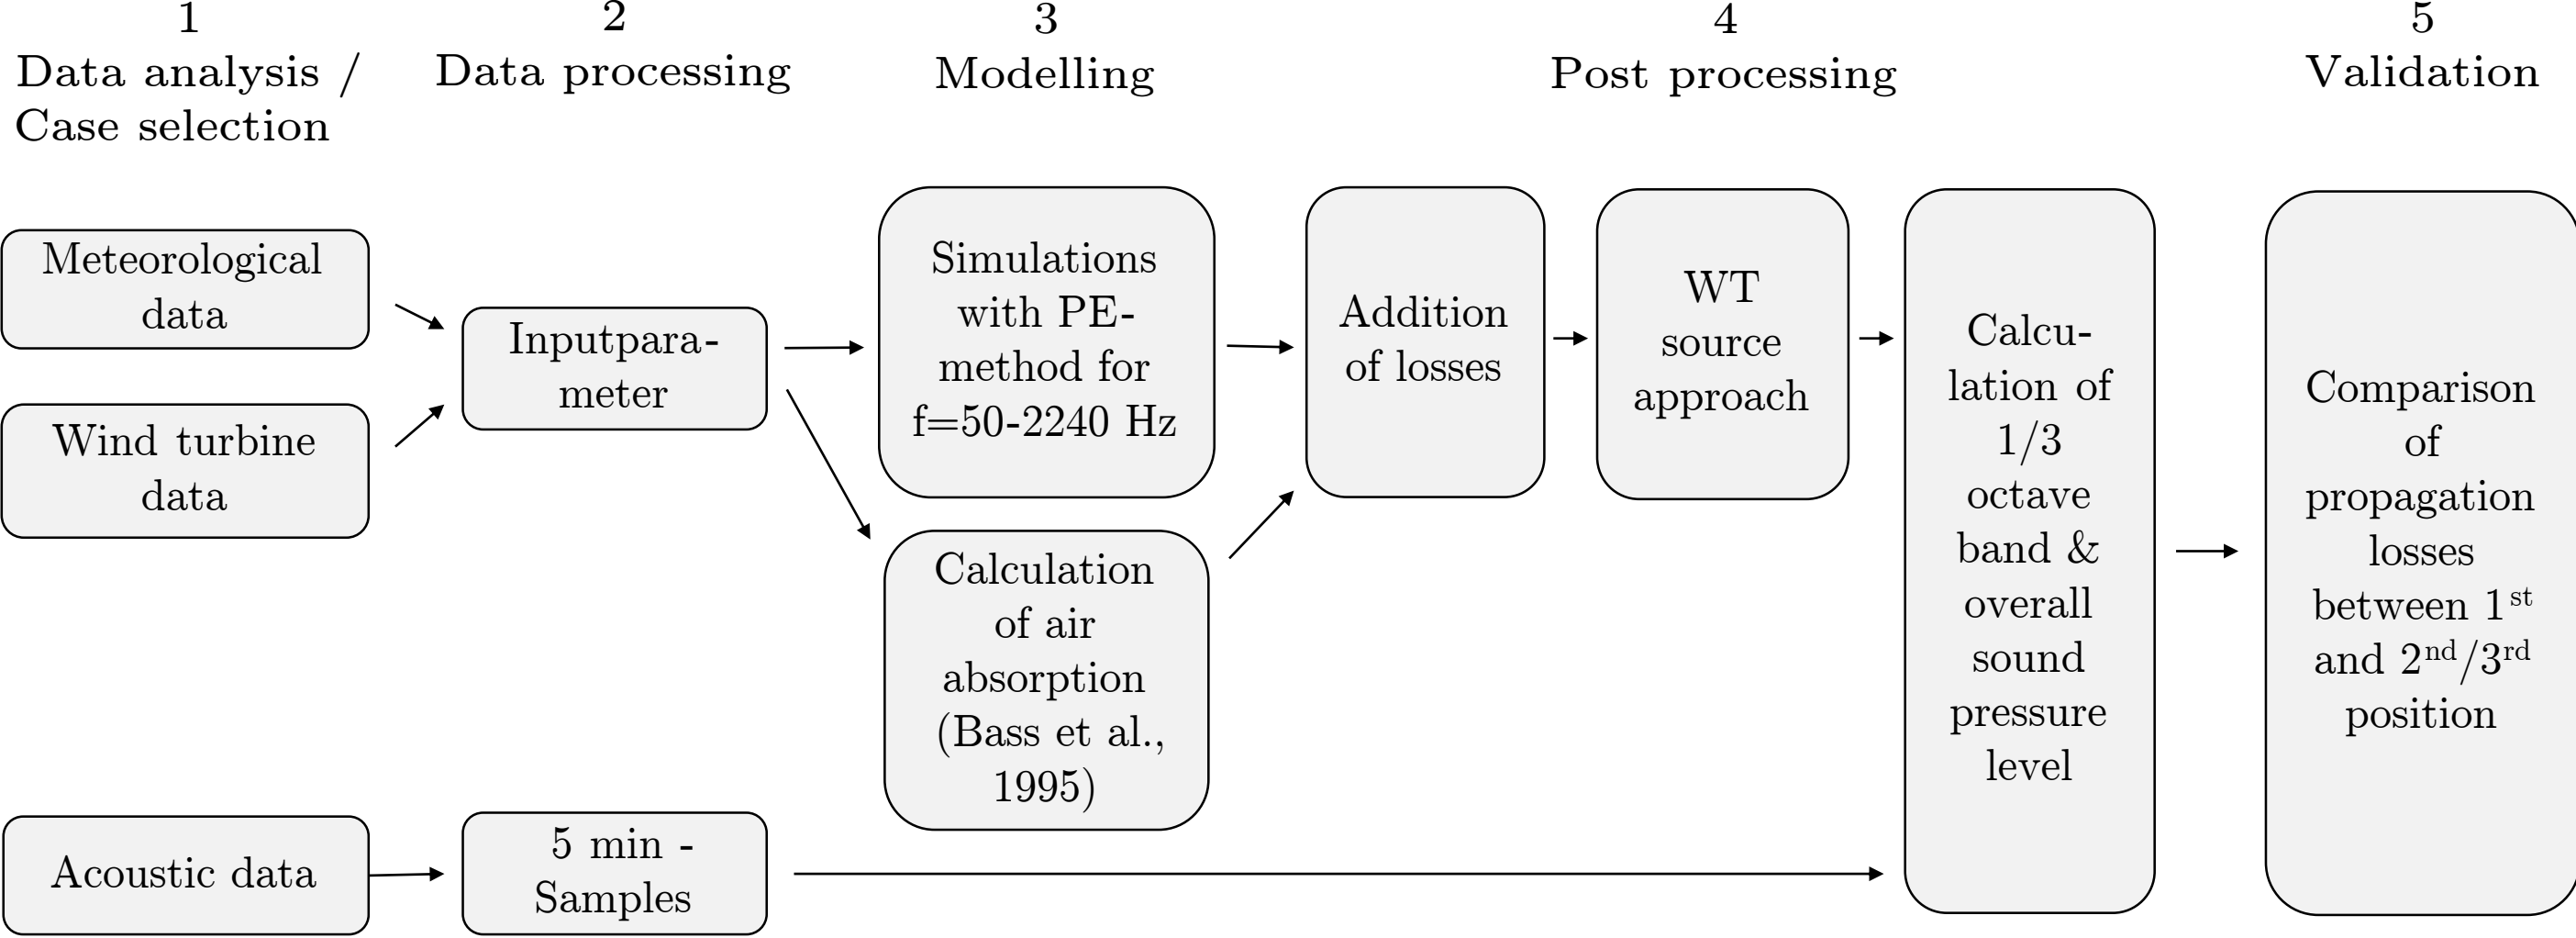 1
Data analysis /
Case selection
2
Data processing
3
Modelling
4
Post processing
5
Validation
Meteorological
data
Wind turbine
data
Acoustic data
Inputpara-
meter
5 min -
Samples
Simulations
with PE-
method for
f=50-2240 Hz
Calculation
of air
absorption
(Bass et al.,
1995)
Addition
of losses
WT
source
approach
Calcu-
lation of
1/3
octave
band &
overall
sound
pressure
level
Comparison
of
propagation
losses
between 1st
and 2nd/3rd
position